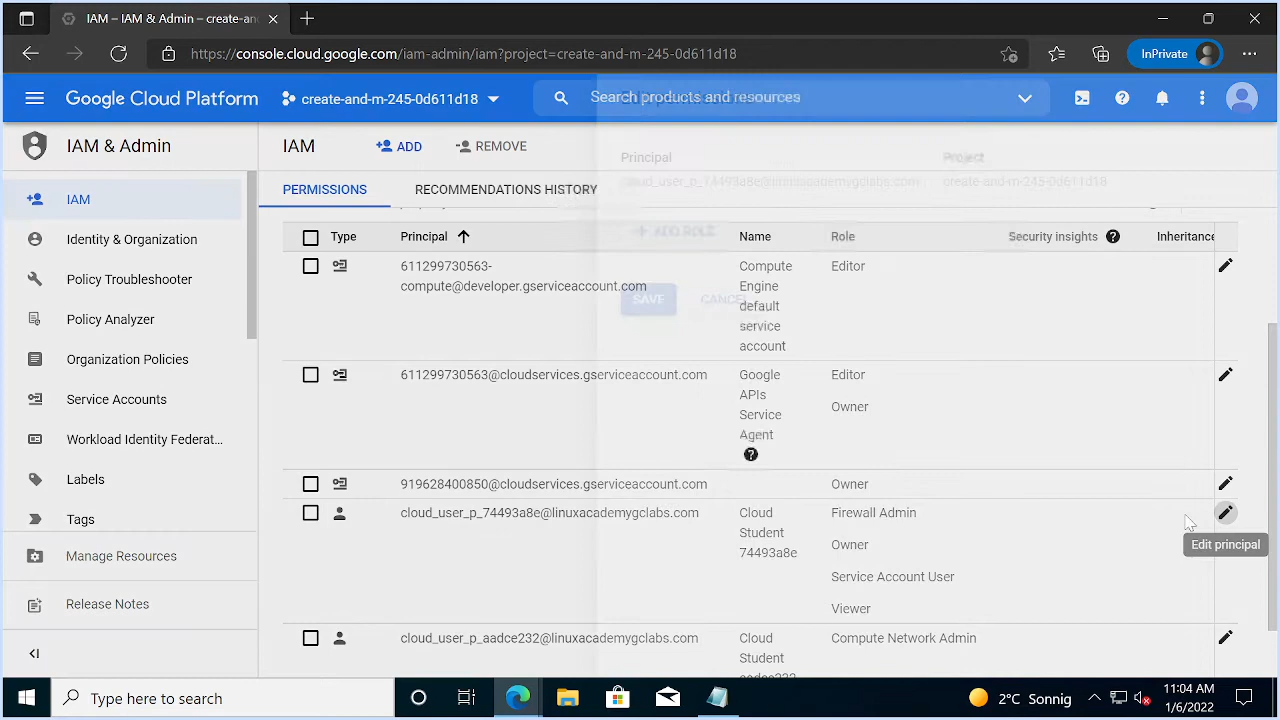 IAM – IAM & Admin – create-and
https://console.cloud.google.com/iam-admin/iam?project=create-and-m-245-0d611d18
InPrivate
Google Cloud Platform
create-and-m-245-0d611d18
Search products and resources
IAM & Admin
IAM
ADD
REMOVE
Principal
Project
cloud_user_p_74493a8e@linuxacademygclabs.com
create-and-m-245-0d611d18
PERMISSIONS
RECOMMENDATIONS HISTORY
ADD ROLE
SAVE
CANCEL
IAM
Identity & Organization
Policy Troubleshooter
Policy Analyzer
Organization Policies
Service Accounts
Workload Identity Federat...
Labels
Tags
Manage Resources
Release Notes
Type
Principal
Name
Role
Security insights
Inheritance
611299730563-
compute@developer.gserviceaccount.com
Compute
Engine
default
service
account
Editor
611299730563@cloudservices.gserviceaccount.com
Google
APIs
Service
Agent
Editor
Owner
919628400850@cloudservices.gserviceaccount.com
Owner
cloud_user_p_74493a8e@linuxacademygclabs.com
Cloud
Student
74493a8e
Firewall Admin
Owner
Service Account User
Viewer
Edit principal
cloud_user_p_aadce232@linuxacademygclabs.com
Cloud
Student
aadce232
Compute Network Admin
Type here to search
2°C Sonnig
11:04 AM
1/6/2022